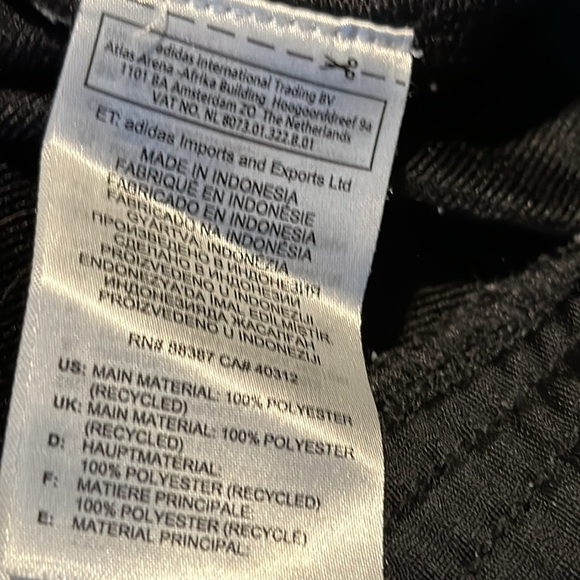 adidas International Trading BV
Atlas Arena -Afrika Building Hoogoorddreef 9a
1101 BA Amsterdam ZO The Netherlands
VAT NO. NL 8073.01.322.B.01
ET: adidas Imports and Exports Ltd
MADE IN INDONESIA
FABRIQUÉ EN INDONÉSIE
FABRICADO EN INDONESIA
FABRICADO NA INDONÉSIA
GYÁRTVA INDONÉZIA
ПРОИЗВЕДЕНО В ИНДОНЕЗИЯ
СДЕЛАНО В ИНДОНЕЗИИ
PROIZVEDENO U INDONEZIJI
ENDONEZYA'DA İMAL EDİLMİŞTİR
ИНДОНЕЗИЯДА ЖАСАЛҒАН
PROIZVEDENO U INDONEZIJI
RN# 88387 CA# 40312
US: MAIN MATERIAL: 100% POLYESTER
(RECYCLED)
UK: MAIN MATERIAL: 100% POLYESTER
(RECYCLED)
D: HAUPTMATERIAL:
100% POLYESTER (RECYCLED)
F: MATIERE PRINCIPALE:
100% POLYESTER (RECYCLÉ)
E: MATERIAL PRINCIPAL: